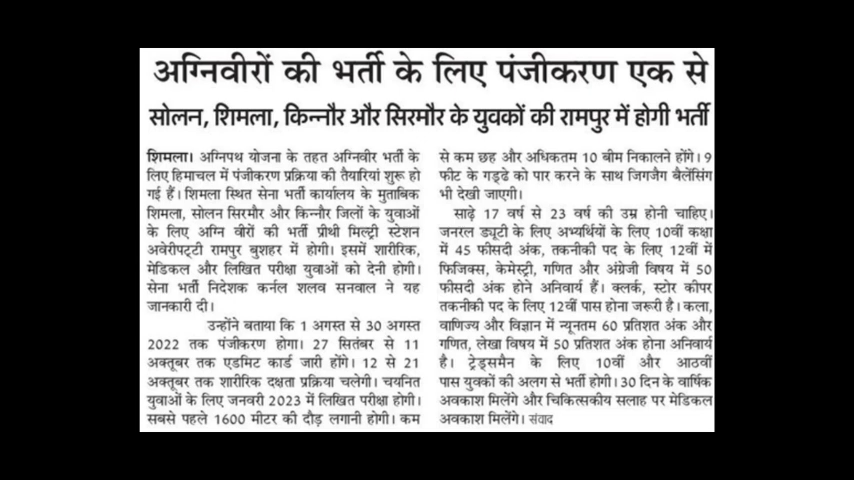 अग्निवीरों की भर्ती के लिए पंजीकरण एक से
सोलन, शिमला, किन्नौर और सिरमौर के युवकों की रामपुर में होगी भर्ती
शिमला। अग्निपथ योजना के तहत अग्निवीर भर्ती के
लिए हिमाचल में पंजीकरण प्रक्रिया की तैयारियां शुरू हो
गई हैं। शिमला स्थित सेना भर्ती कार्यालय के मुताबिक
शिमला, सोलन सिरमौर और किन्नौर जिलों के युवाओं
के लिए अग्नि वीरों की भर्ती प्रीथी मिल्ट्री स्टेशन
अवेरीपट्टी रामपुर बुशहर में होगी। इसमें शारीरिक,
मेडिकल और लिखित परीक्षा युवाओं को देनी होगी।
सेना भर्ती निदेशक कर्नल शलव सनवाल ने यह
जानकारी दी।
उन्होंने बताया कि 1 अगस्त से 30 अगस्त
2022 तक पंजीकरण होगा। 27 सितंबर से 11
अक्तूबर तक एडमिट कार्ड जारी होंगे। 12 से 21
अक्तूबर तक शारीरिक दक्षता प्रक्रिया चलेगी। चयनित
युवाओं के लिए जनवरी 2023 में लिखित परीक्षा होगी।
सबसे पहले 1600 मीटर की दौड़ लगानी होगी। कम
से कम छह और अधिकतम 10 बीम निकालने होंगे। 9
फीट के गड्ढे को पार करने के साथ जिगजैग बैलेंसिंग
भी देखी जाएगी।
साढ़े 17 वर्ष से 23 वर्ष की उम्र होनी चाहिए।
जनरल ड्यूटी के लिए अभ्यर्थियों के लिए 10वीं कक्षा
में 45 फीसदी अंक, तकनीकी पद के लिए 12वीं में
फिजिक्स, केमेस्ट्री, गणित और अंग्रेजी विषय में 50
फीसदी अंक होने अनिवार्य हैं। क्लर्क, स्टोर कीपर
तकनीकी पद के लिए 12वीं पास होना जरूरी है। कला,
वाणिज्य और विज्ञान में न्यूनतम 60 प्रतिशत अंक और
गणित, लेखा विषय में 50 प्रतिशत अंक होना अनिवार्य
है। ट्रेड्समैन के लिए 10वीं और आठवीं
पास युवकों की अलग से भर्ती होगी। 30 दिन के वार्षिक
अवकाश मिलेंगे और चिकित्सकीय सलाह पर मेडिकल
अवकाश मिलेंगे। संवाद